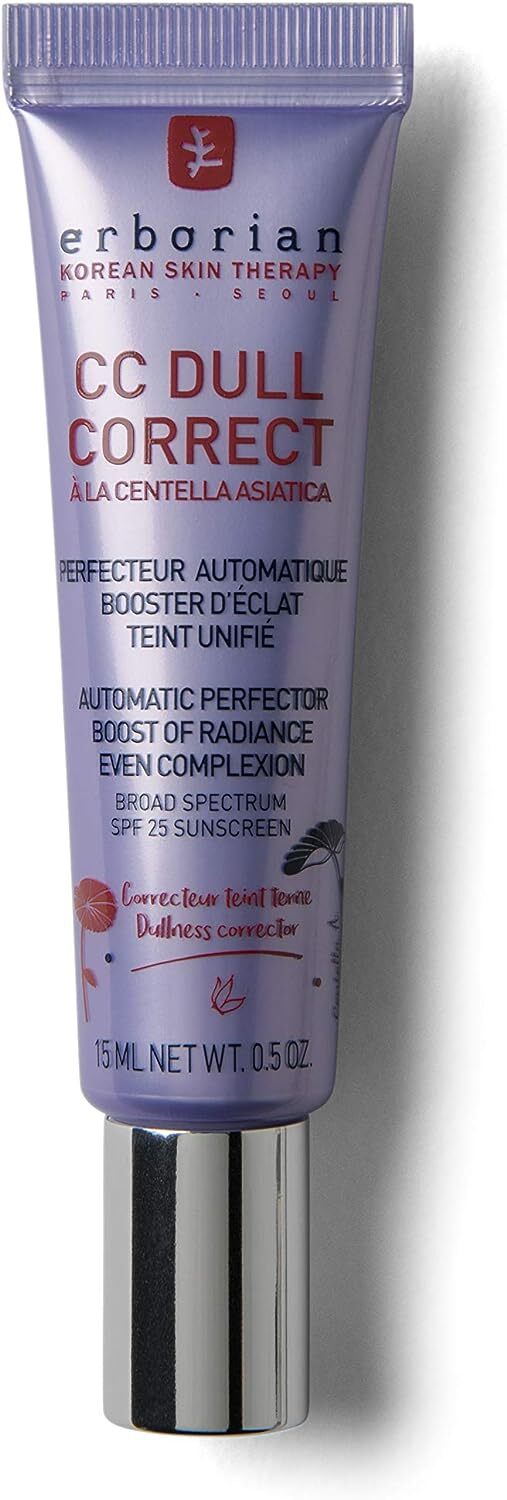 erborian
KOREAN SKIN THERAPY
PARIS · SEOUL
CC DULL
CORRECT
À LA CENTELLA ASIATICA
PERFECTEUR AUTOMATIQUE
BOOSTER D'ÉCLAT
TEINT UNIFIÉ
AUTOMATIC PERFECTOR
BOOST OF RADIANCE
EVEN COMPLEXION
BROAD SPECTRUM
SPF 25 SUNSCREEN
Correcteur teint terne
Dullness corrector
15 ML NET WT. 0.5 OZ.